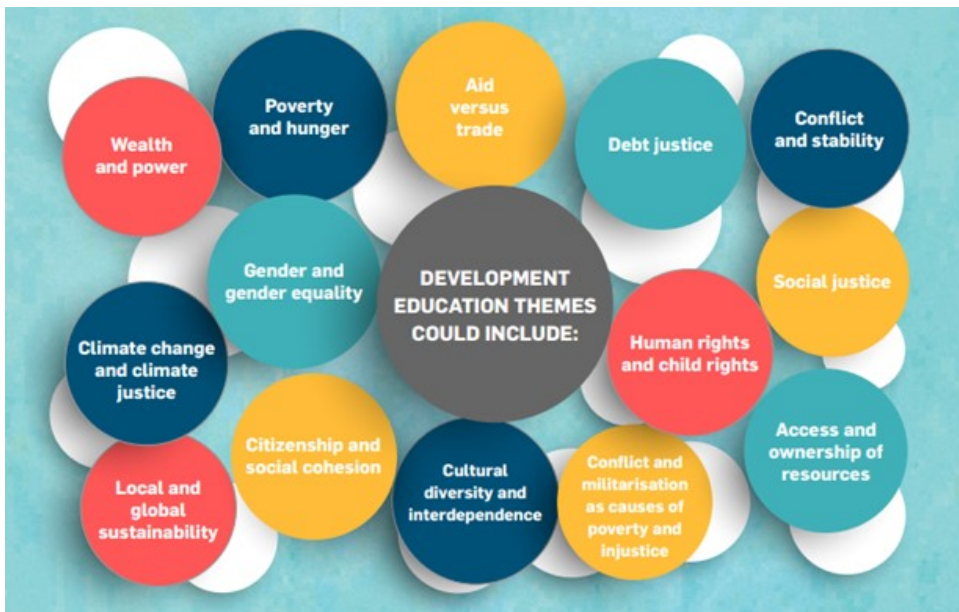 Wealth
and power
Poverty
and hunger
Aid
versus
trade
Debt justice
Conflict
and stability
Gender and
gender equality
DEVELOPMENT
EDUCATION THEMES
COULD INCLUDE:
Social justice
Climate change
and climate
justice
Human rights
and child rights
Citizenship and
social cohesion
Access and
ownership of
resources
Local and
global
sustainability
Cultural
diversity and
interdependence
Conflict and
militarisation
as causes of
poverty and
injustice